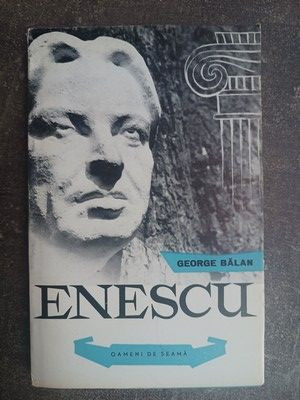 GEORGE BĂLAN
ENESCU
OAMENI DE SEAMĂ